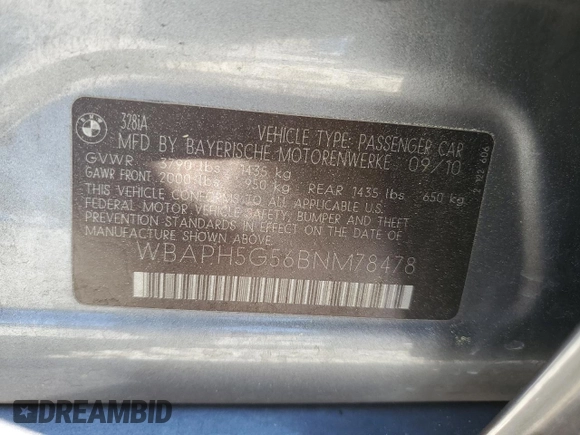 BMW
328iA
VEHICLE TYPE: PASSENGER CAR
MFD BY BAYERISCHE MOTORENWERKE 09/10
GVWR 3790 lbs 1435 kg
GAWR FRONT 2000 lbs 950 kg REAR 1435 lbs 650 kg
THIS VEHICLE CONFORMS TO ALL APPLICABLE U.S.
FEDERAL MOTOR VEHICLE SAFETY, BUMPER AND THEFT
PREVENTION STANDARDS IN EFFECT ON THE DATE OF
MANUFACTURE SHOWN ABOVE.
WBAPH5G56BNM78478
DREAMBID